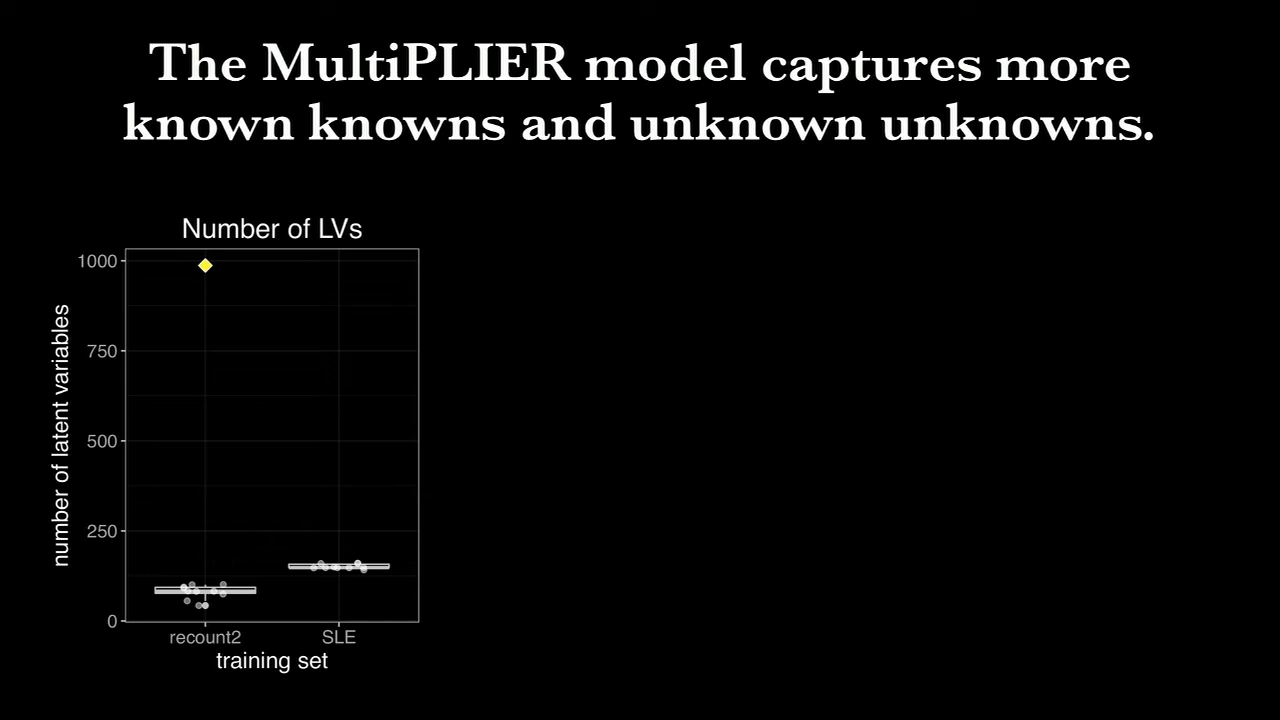 The MultiPLIER model captures more
known knowns and unknown unknowns.
Number of LVs
number of latent variables
1000
750
500
250
0
recount2 SLE
training set